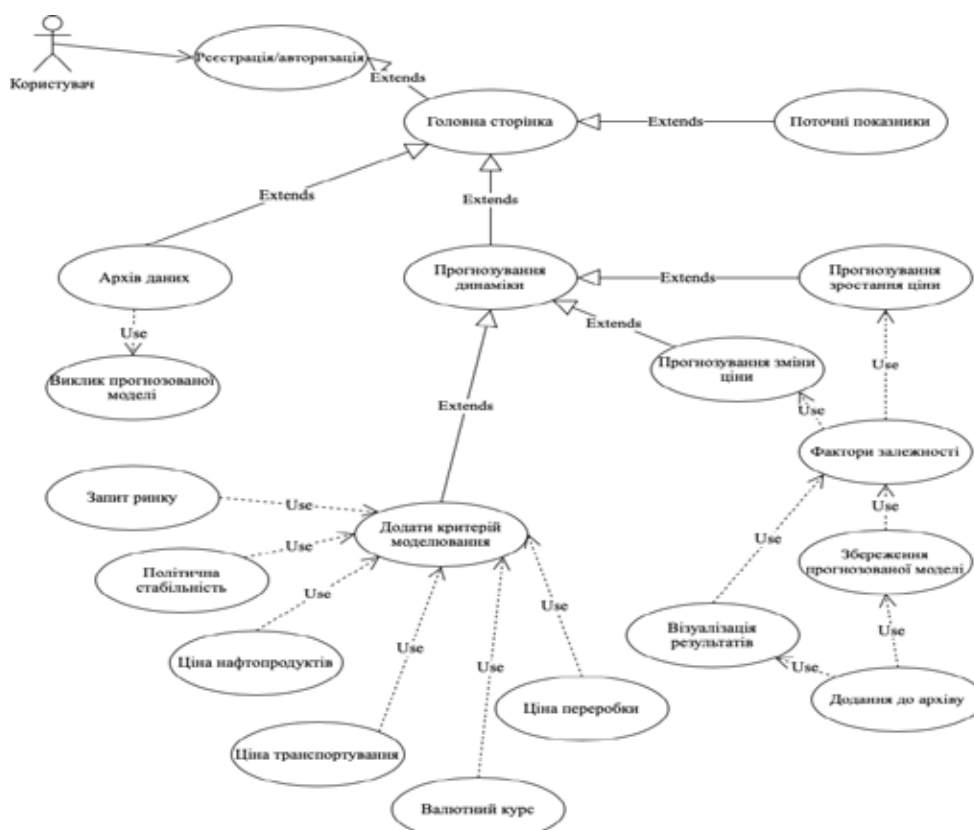 Реєстрація/авторизація
Користувач
Extends
Головна сторінка
Extends
Поточні показники
Extends
Extends
Архів даних
Прогнозування
динаміки
Extends
Прогнозування
зростання ціни
Use
Extends
Виклик прогнозованої
моделі
Прогнозування зміни
ціни
Use
Extends
Use
Фактори залежності
Запит ринку
Use
Use
Додати критерій
моделювання
Use
Політична
стабільність
Use
Use
Збереження
прогнозованої моделі
Use
Візуалізація
результатів
Use
Use
Ціна нафтопродуктів
Use
Use
Use
Додання до архіву
Ціна переробки
Ціна транспортування
Валютний курс